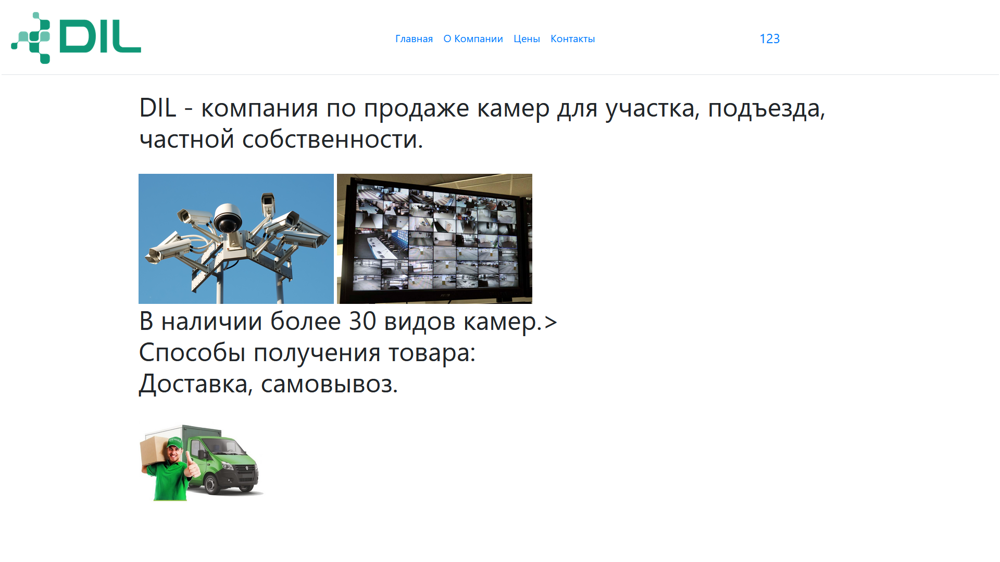 DIL
Главная О Компании Цены Контакты 123
DIL - компания по продаже камер для участка, подъезда,
частной собственности.
В наличии более 30 видов камер.>
Способы получения товара:
Доставка, самовывоз.